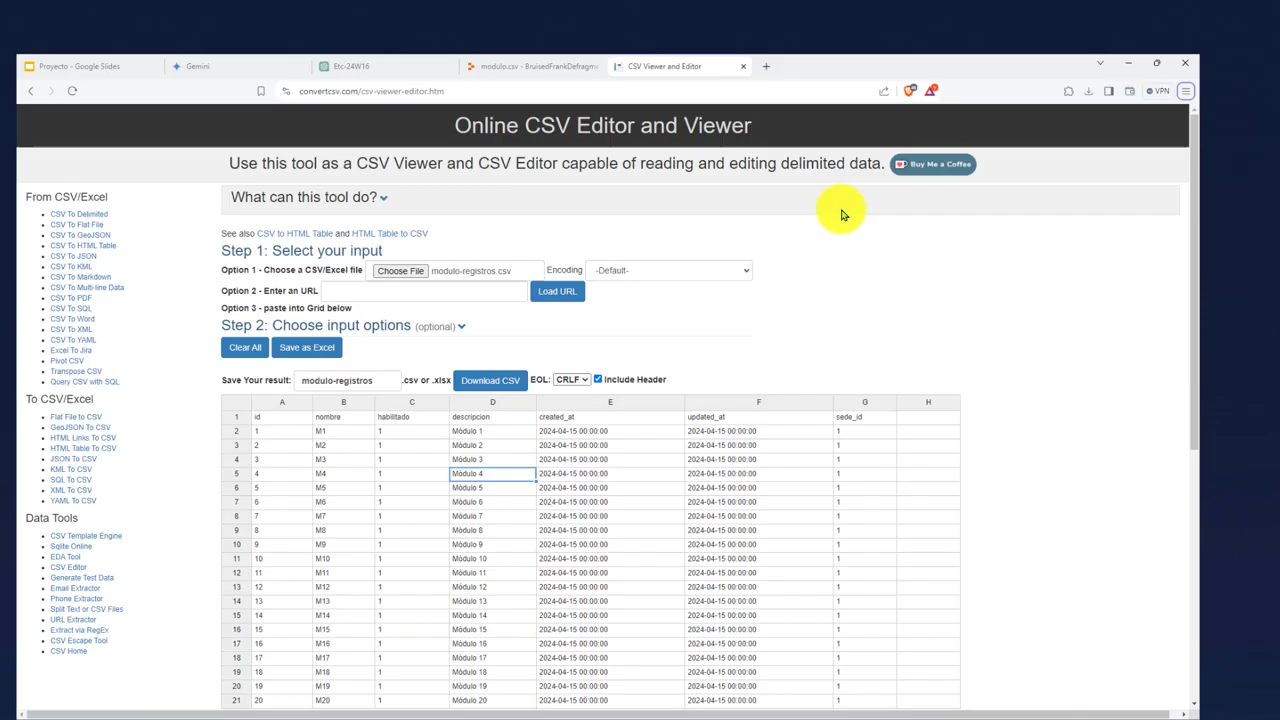 Proyecto - Google Slides
Gemini
Etc-24W16
modulo.csv - BruisedFrankDefragm
CSV Viewer and Editor
convertcsv.com/csv-viewer-editor.htm
VPN
Online CSV Editor and Viewer
Use this tool as a CSV Viewer and CSV Editor capable of reading and editing delimited data. Buy Me a Coffee
What can this tool do?
From CSV/Excel
CSV To Delimited
CSV To Flat File
CSV To GeoJSON
CSV To HTML Table
CSV To JSON
CSV To KML
CSV To Markdown
CSV To Multi-line Data
CSV To PDF
CSV To SQL
CSV To Word
CSV To XML
CSV To YAML
Excel To Jira
Pivot CSV
Transpose CSV
Query CSV with SQL
To CSV/Excel
Flat File to CSV
GeoJSON To CSV
HTML Links To CSV
HTML Table To CSV
JSON To CSV
KML To CSV
SQL To CSV
XML To CSV
YAML To CSV
Data Tools
CSV Template Engine
Sqlite Online
EDA Tool
CSV Editor
Generate Test Data
Email Extractor
Phone Extractor
Split Text or CSV Files
URL Extractor
Extract via RegEx
CSV Escape Tool
CSV Home
See also CSV to HTML Table and HTML Table to CSV
Step 1: Select your input
Option 1 - Choose a CSV/Excel file Choose File modulo-registros.csv Encoding -Default-
Option 2 - Enter an URL Load URL
Option 3 - paste into Grid below
Step 2: Choose input options (optional)
Clear All Save as Excel
Save Your result: modulo-registros .csv or .xlsx Download CSV EOL: CRLF Include Header
A B C D E F G H
1 id nombre habilitado descripcion created_at updated_at sede_id
2 1 M1 1 Módulo 1 2024-04-15 00:00:00 2024-04-15 00:00:00 1
3 2 M2 1 Módulo 2 2024-04-15 00:00:00 2024-04-15 00:00:00 1
4 3 M3 1 Módulo 3 2024-04-15 00:00:00 2024-04-15 00:00:00 1
5 4 M4 1 Módulo 4 2024-04-15 00:00:00 2024-04-15 00:00:00 1
6 5 M5 1 Módulo 5 2024-04-15 00:00:00 2024-04-15 00:00:00 1
7 6 M6 1 Módulo 6 2024-04-15 00:00:00 2024-04-15 00:00:00 1
8 7 M7 1 Módulo 7 2024-04-15 00:00:00 2024-04-15 00:00:00 1
9 8 M8 1 Módulo 8 2024-04-15 00:00:00 2024-04-15 00:00:00 1
10 9 M9 1 Módulo 9 2024-04-15 00:00:00 2024-04-15 00:00:00 1
11 10 M10 1 Módulo 10 2024-04-15 00:00:00 2024-04-15 00:00:00 1
12 11 M11 1 Módulo 11 2024-04-15 00:00:00 2024-04-15 00:00:00 1
13 12 M12 1 Módulo 12 2024-04-15 00:00:00 2024-04-15 00:00:00 1
14 13 M13 1 Módulo 13 2024-04-15 00:00:00 2024-04-15 00:00:00 1
15 14 M14 1 Módulo 14 2024-04-15 00:00:00 2024-04-15 00:00:00 1
16 15 M15 1 Módulo 15 2024-04-15 00:00:00 2024-04-15 00:00:00 1
17 16 M16 1 Módulo 16 2024-04-15 00:00:00 2024-04-15 00:00:00 1
18 17 M17 1 Módulo 17 2024-04-15 00:00:00 2024-04-15 00:00:00 1
19 18 M18 1 Módulo 18 2024-04-15 00:00:00 2024-04-15 00:00:00 1
20 19 M19 1 Módulo 19 2024-04-15 00:00:00 2024-04-15 00:00:00 1
21 20 M20 1 Módulo 20 2024-04-15 00:00:00 2024-04-15 00:00:00 1